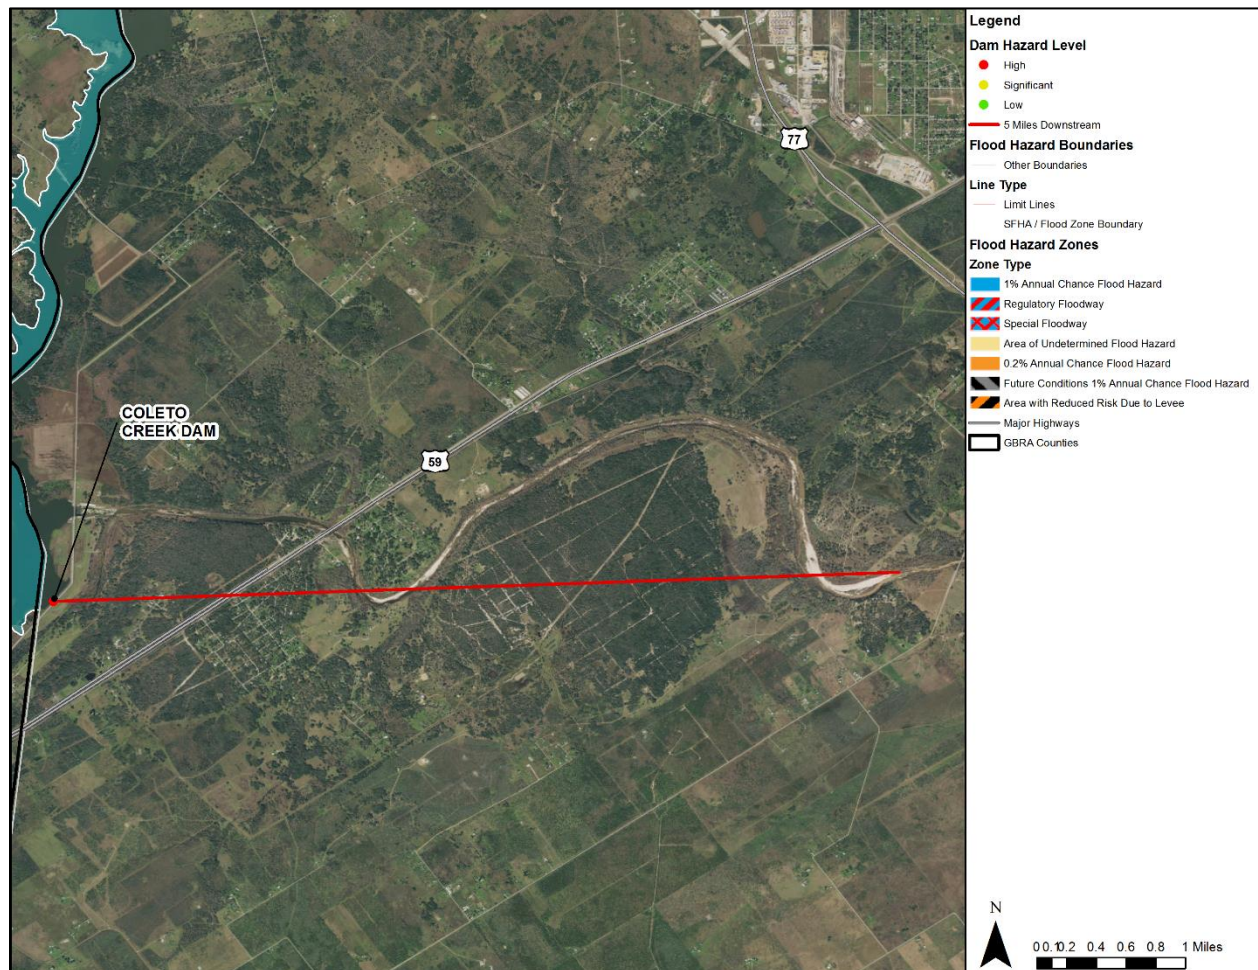 77
COLETO
CREEK DAM
59
Legend
Dam Hazard Level
High
Significant
Low
5 Miles Downstream
Flood Hazard Boundaries
Other Boundaries
Line Type
Limit Lines
SFHA / Flood Zone Boundary
Flood Hazard Zones
Zone Type
1% Annual Chance Flood Hazard
Regulatory Floodway
Special Floodway
Area of Undetermined Flood Hazard
0.2% Annual Chance Flood Hazard
Future Conditions 1% Annual Chance Flood Hazard
Area with Reduced Risk Due to Levee
Major Highways
GBRA Counties
N
0 0.10.2 0.4 0.6 0.8 1 Miles